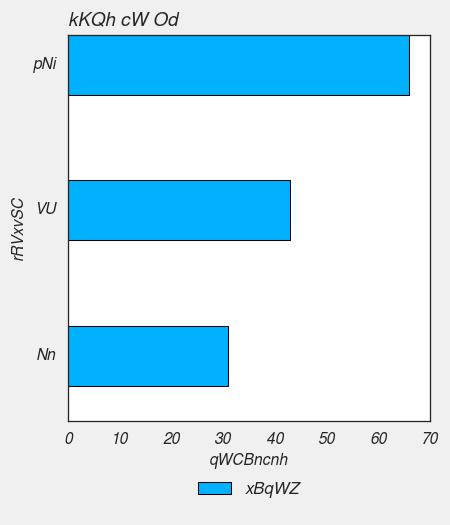 kKQh cW Od
pNi
VU
Nn
rRVxvSC
0 10 20 30 40 50 60 70
qWCBncnh
xBqWZ